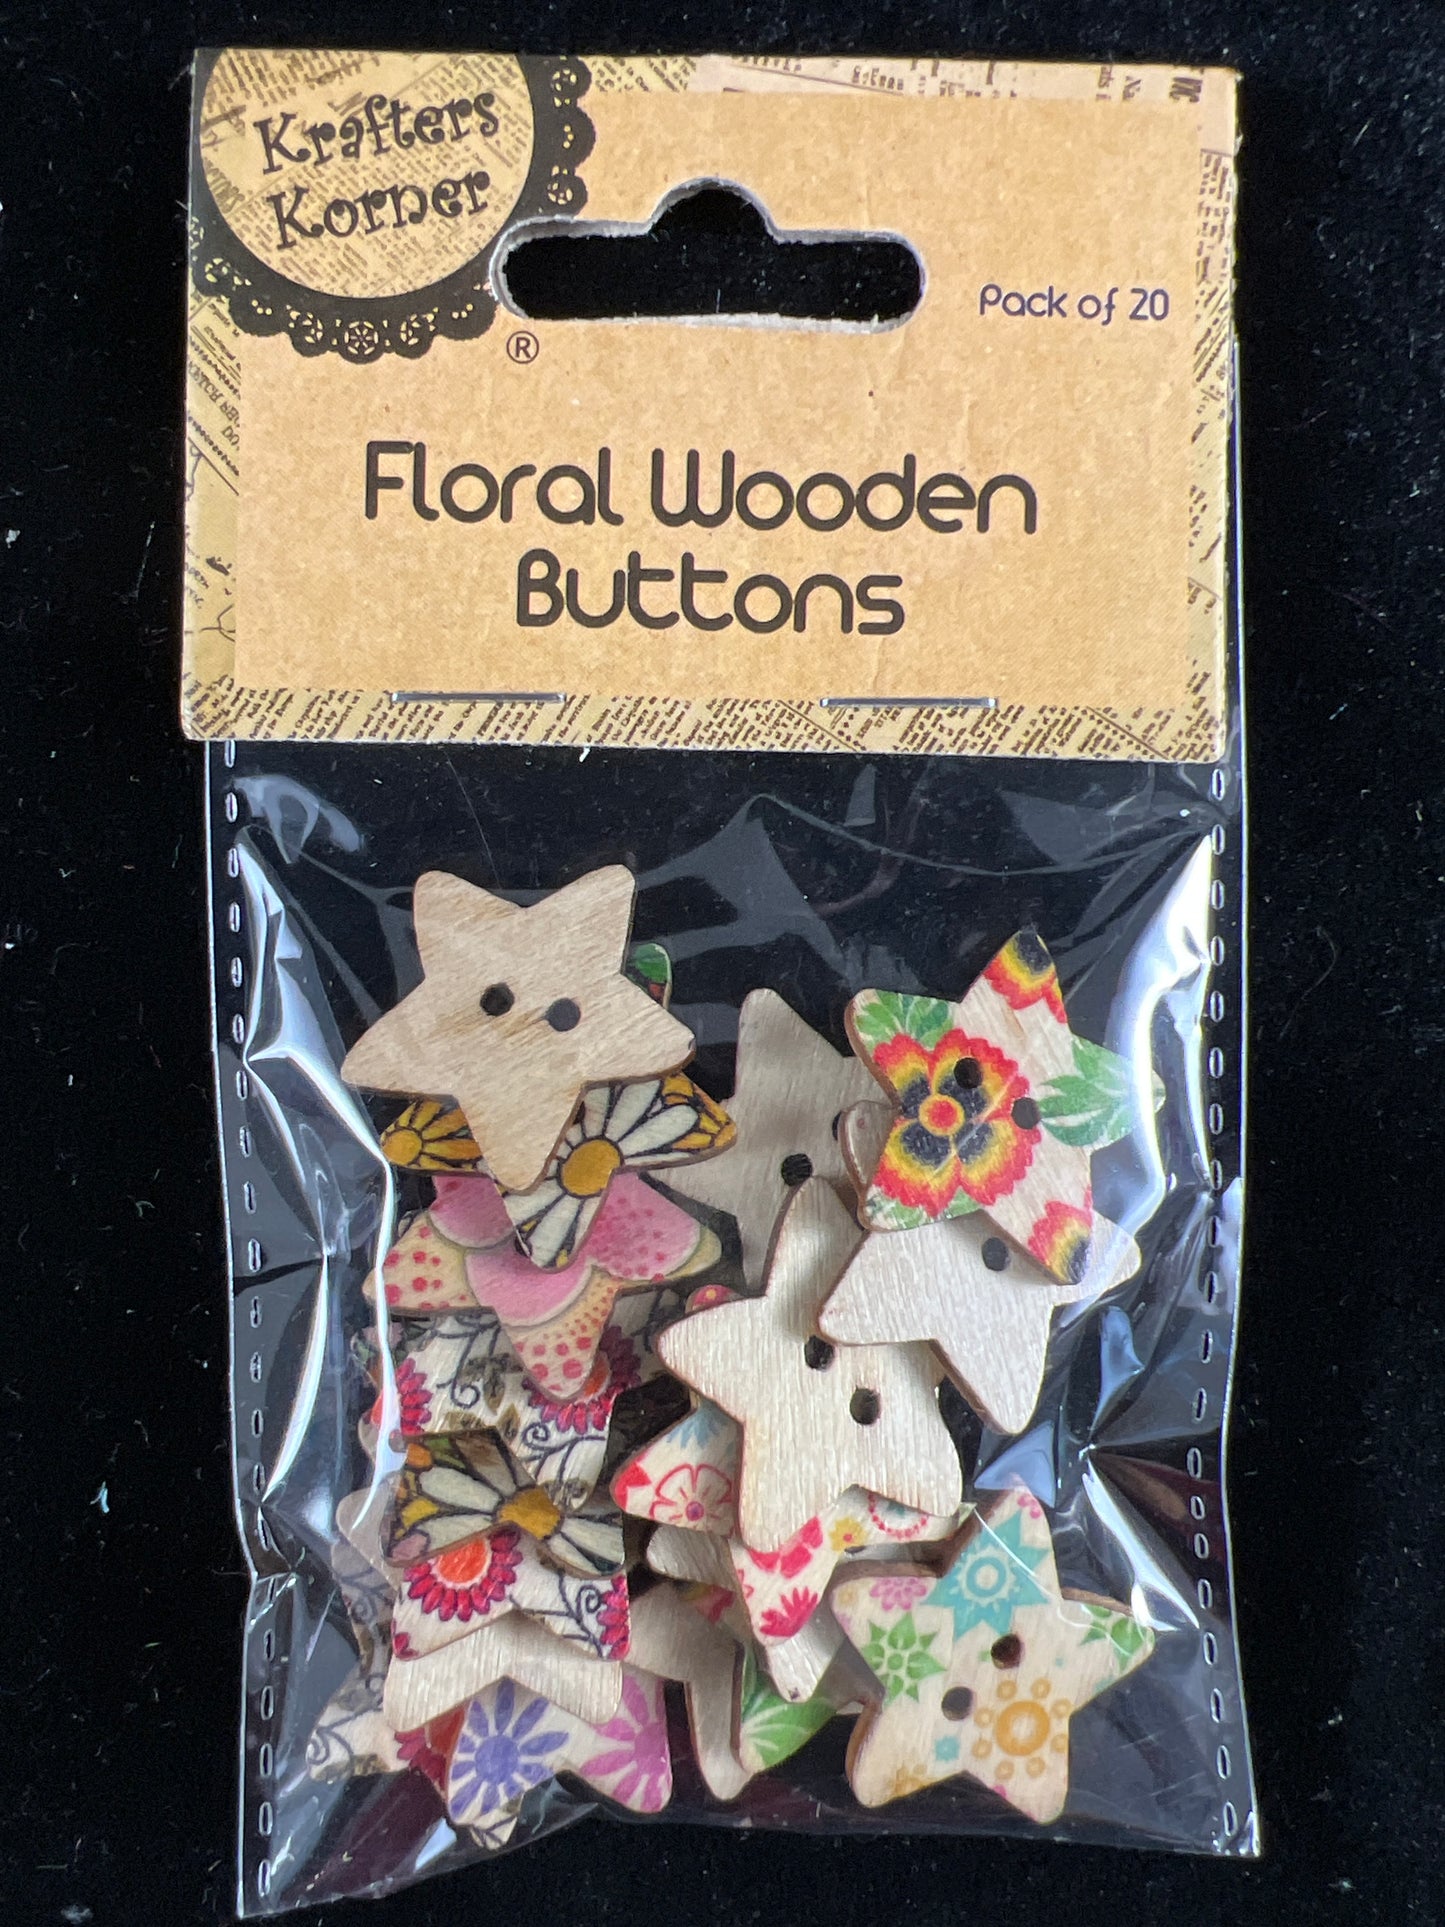 Krafters
Korner
®
Pack of 20
Floral Wooden
Buttons